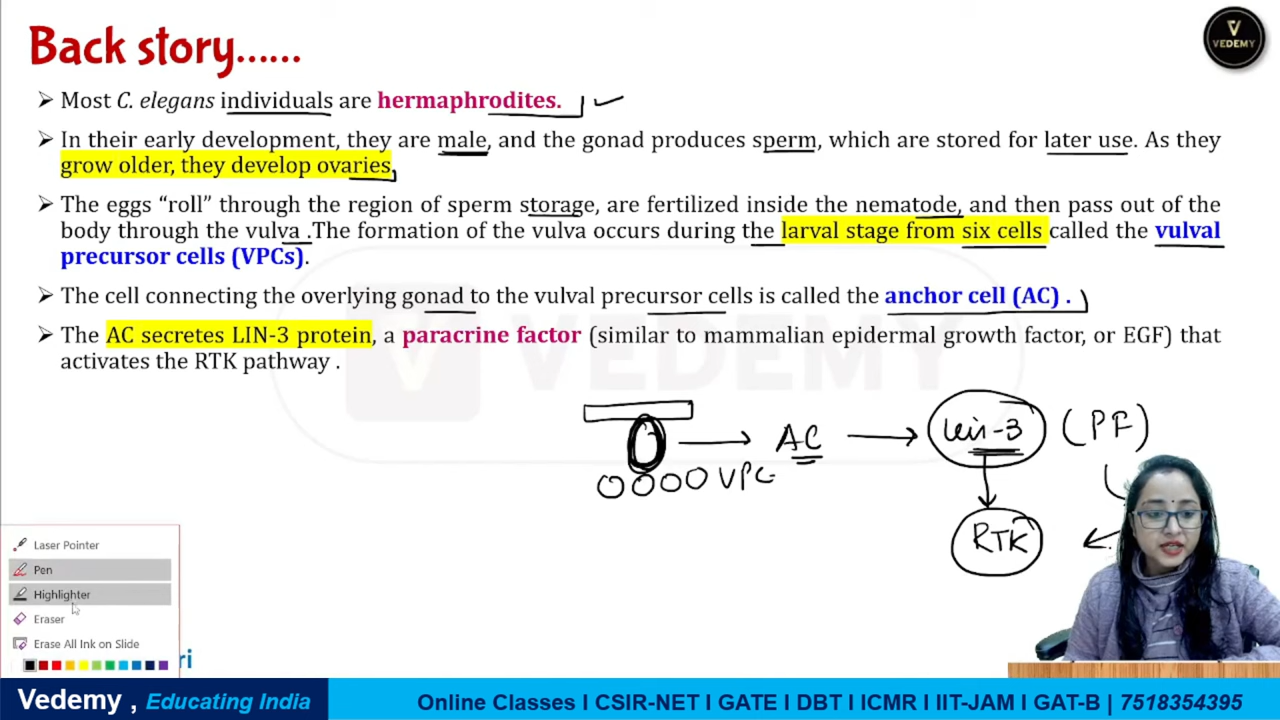 Back story......
VEDEMY
➢ Most C. elegans individuals are hermaphrodites.
➢ In their early development, they are male, and the gonad produces sperm, which are stored for later use. As they
grow older, they develop ovaries.
➢ The eggs “roll” through the region of sperm storage, are fertilized inside the nematode, and then pass out of the
body through the vulva .The formation of the vulva occurs during the larval stage from six cells called the vulval
precursor cells (VPCs).
➢ The cell connecting the overlying gonad to the vulval precursor cells is called the anchor cell (AC) .
➢ The AC secretes LIN-3 protein, a paracrine factor (similar to mammalian epidermal growth factor, or EGF) that
activates the RTK pathway .
VEDEMY
AC
Lin-3
(PF)
VPC
RTK
Laser Pointer
Pen
Highlighter
Eraser
Erase All Ink on Slide
ri
Vedemy , Educating India
Online Classes I CSIR-NET I GATE I DBT I ICMR I IIT-JAM I GAT-B | 7518354395